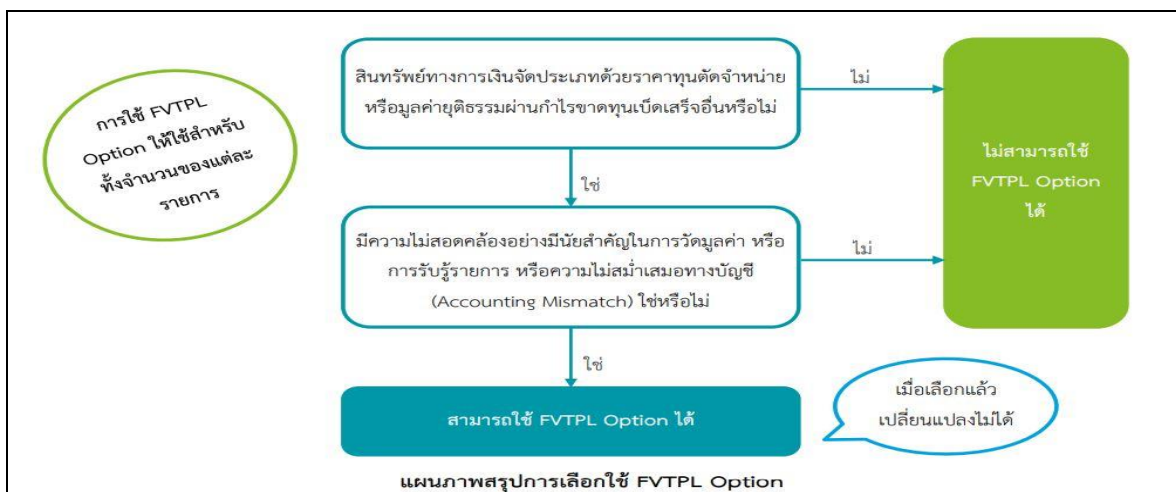 การใช้ FVTPL
Option ให้ใช้สำหรับ
ทั้งจำนวนของแต่ละ
รายการ
สินทรัพย์ทางการเงินจัดประเภทด้วยราคาทุนตัดจำหน่าย
หรือมูลค่ายุติธรรมผ่านกำไรขาดทุนเบ็ดเสร็จอื่นหรือไม่
ไม่
ไม่สามารถใช้
FVTPL Option
ได้
ใช่
มีความไม่สอดคล้องอย่างมีนัยสำคัญในการวัดมูลค่า หรือ
การรับรู้รายการ หรือความไม่สม่ำเสมอทางบัญชี
(Accounting Mismatch) ใช่หรือไม่
ไม่
ใช่
สามารถใช้ FVTPL Option ได้
เมื่อเลือกแล้ว
เปลี่ยนแปลงไม่ได้
แผนภาพสรุปการเลือกใช้ FVTPL Option